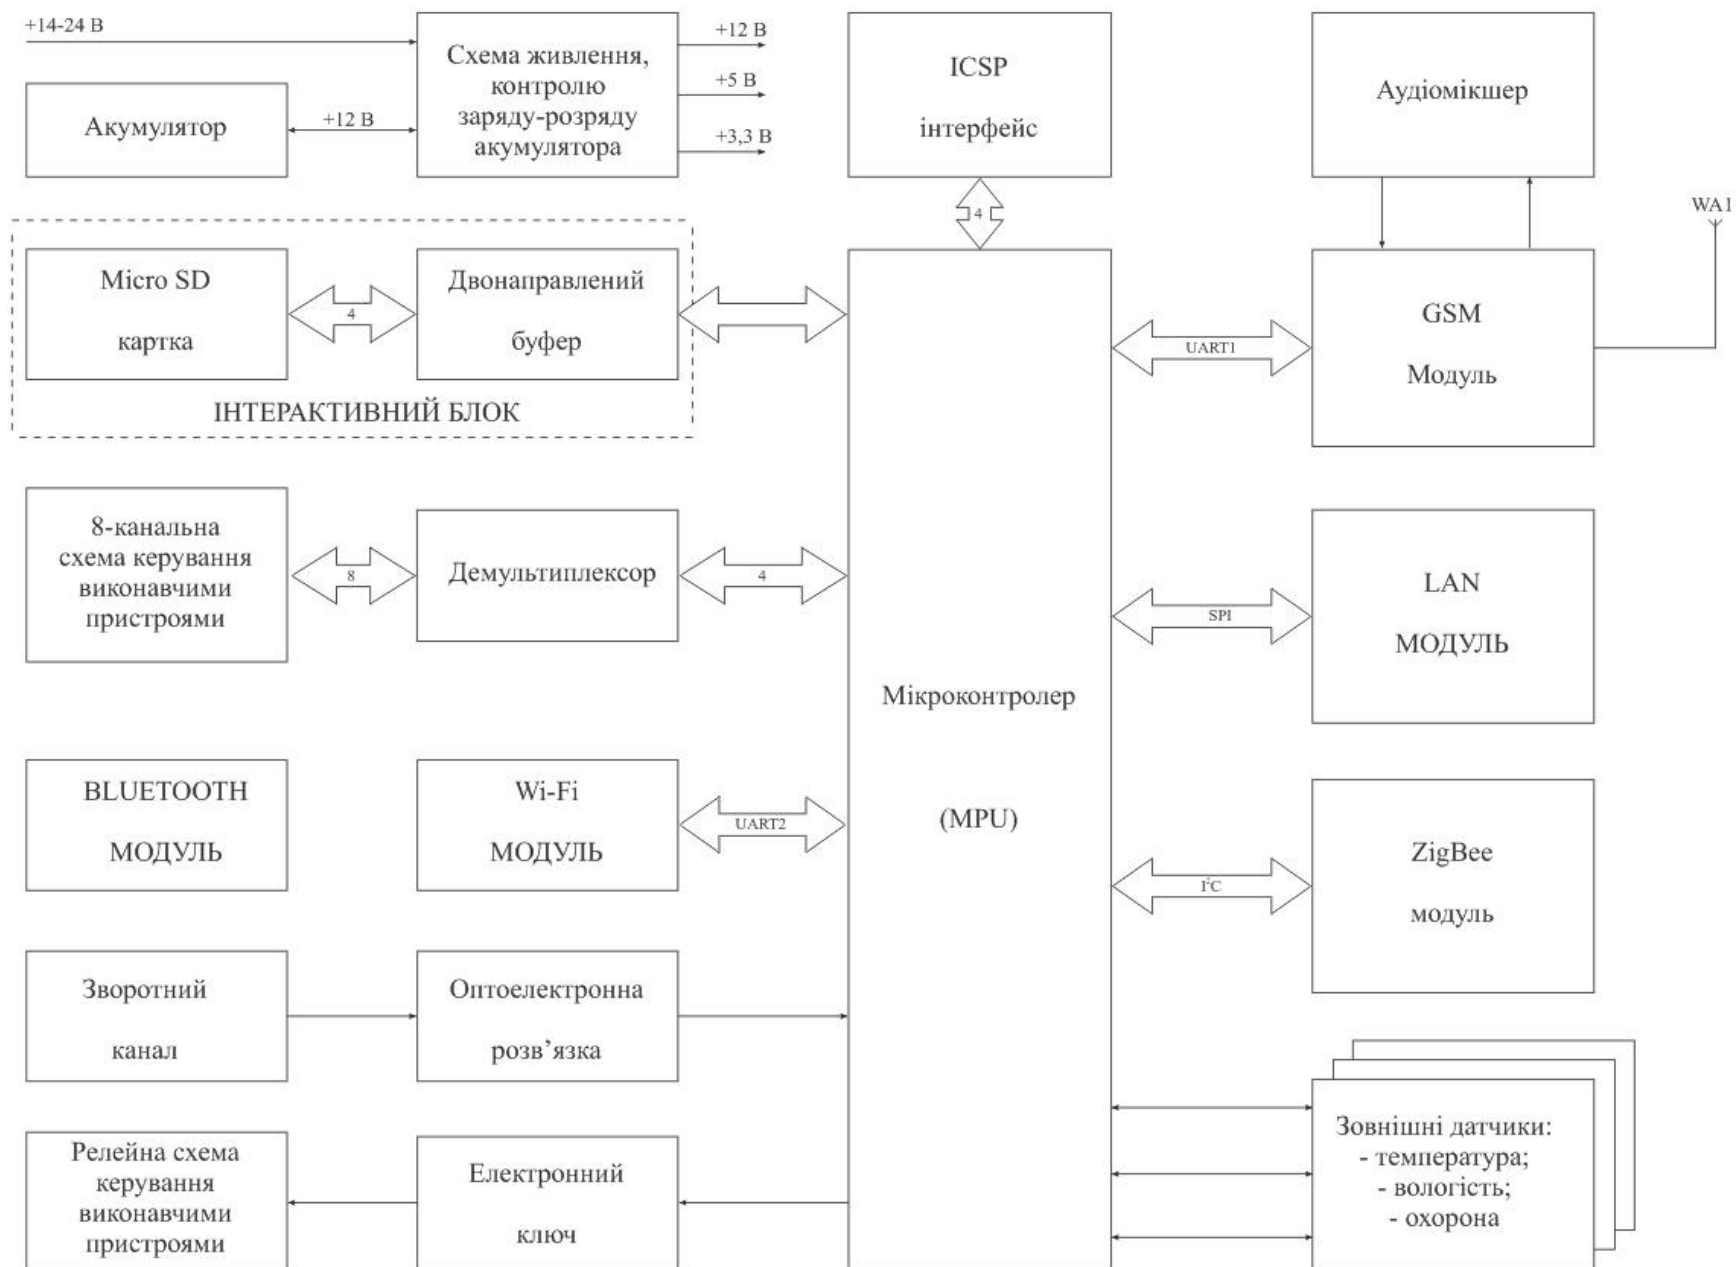 +14-24 В
Схема живлення,
контролю
заряду-розряду
акумулятора
+12 В
+5 В
+3,3 В
Акумулятор
+12 В
ICSP
інтерфейс
4
Аудіомікшер
WA1
Micro SD
картка
4
Двонаправлений
буфер
ІНТЕРАКТИВНИЙ БЛОК
UART1
GSM
Модуль
8-канальна
схема керування
виконавчими
пристроями
8
Демультиплексор
4
SPI
LAN
МОДУЛЬ
Мікроконтролер
(MPU)
BLUETOOTH
МОДУЛЬ
Wi-Fi
МОДУЛЬ
UART2
I²C
ZigBee
модуль
Зворотний
канал
Оптоелектронна
розв’язка
Релейна схема
керування
виконавчими
пристроями
Електронний
ключ
Зовнішні датчики:
- температура;
- вологість;
- охорона